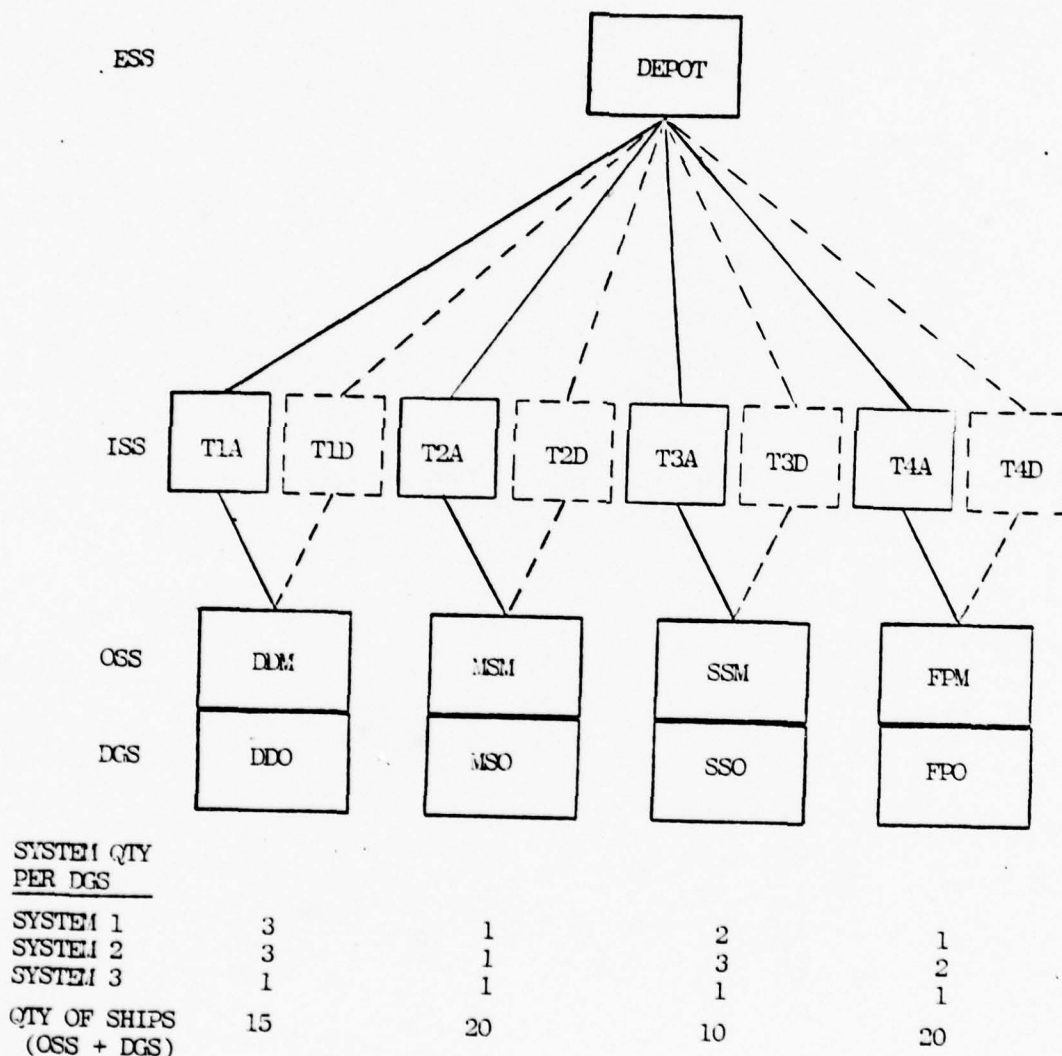 ESS DEPOT
ISS T1A T1D T2A T2D T3A T3D T4A T4D
OSS DDM MSM SSM FPM
DGS DDO MSO SSO FPO
SYSTEM QTY
PER DGS
SYSTEM 1 3 1 2 1
SYSTEM 2 3 1 3 2
SYSTEM 3 1 1 1 1
QTY OF SHIPS 15 20 10 20
(OSS + DGS)